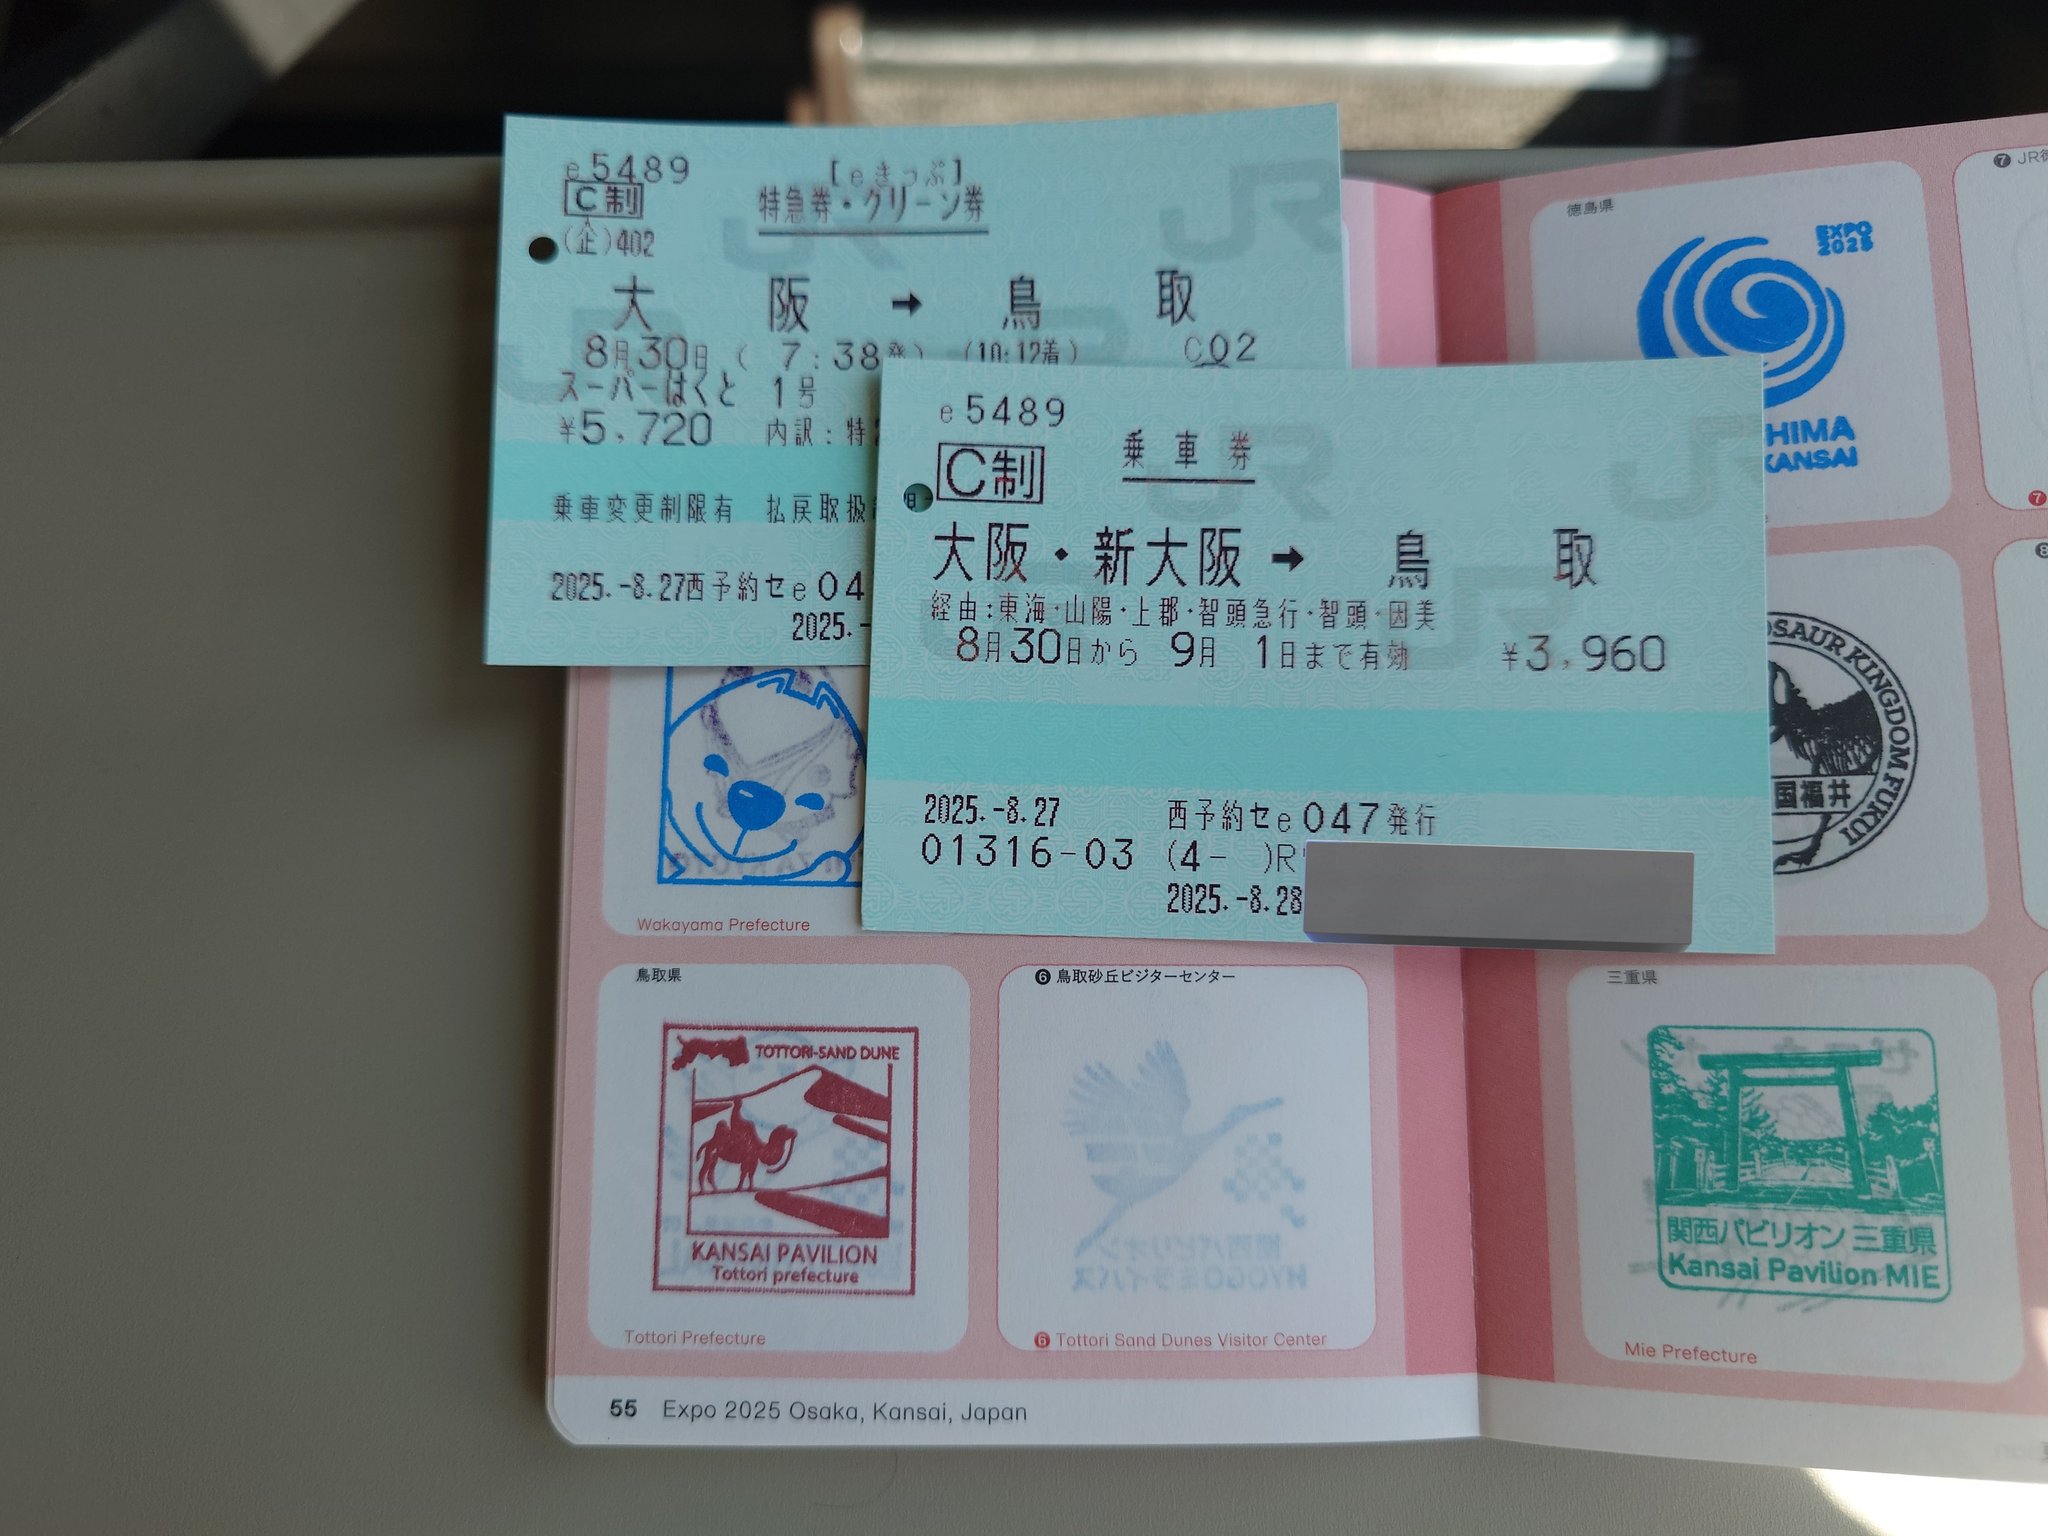 e5489
【eきっぷ】
C制
特急券・グリーン券
(企)402
大阪 → 鳥取
8月30日 ( 7:38発) (10:12着) C02
スーパーはくと 1号
¥5,720 内訳:特
乗車変更制限有 払戻取扱
2025.-8.27西予約セe04
2025.-
e5489
C制
乗車券
大阪・新大阪 → 鳥取
経由:東海・山陽・上郡・智頭急行・智頭・因美
8月30日から 9月 1日まで有効 ¥3,960
2025.-8.27 西予約セe047発行
01316-03 (4- )R
2025.-8.28
徳島県
EXPO
2025
HIMA
KANSAI
❼ JR
❼
OSAUR KINGDOM FUKUI
国福井
Wakayama Prefecture
鳥取県
TOTTORI-SAND DUNE
KANSAI PAVILION
Tottori prefecture
Tottori Prefecture
❻ 鳥取砂丘ビジターセンター
❻ Tottori Sand Dunes Visitor Center
三重県
関西パビリオン 三重県
Kansai Pavilion MIE
Mie Prefecture
55 Expo 2025 Osaka, Kansai, Japan